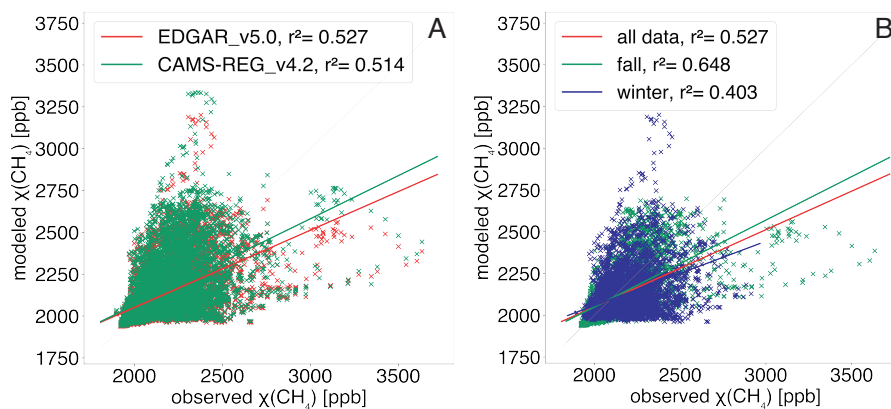 A
EDGAR_v5.0, r²= 0.527
CAMS-REG_v4.2, r²= 0.514
3750
3500
3250
3000
2750
2500
2250
2000
1750
modeled χ(CH₄) [ppb]
2000 2500 3000 3500
observed χ(CH₄) [ppb]
B
all data, r²= 0.527
fall, r²= 0.648
winter, r²= 0.403
3750
3500
3250
3000
2750
2500
2250
2000
1750
modeled χ(CH₄) [ppb]
2000 2500 3000 3500
observed χ(CH₄) [ppb]